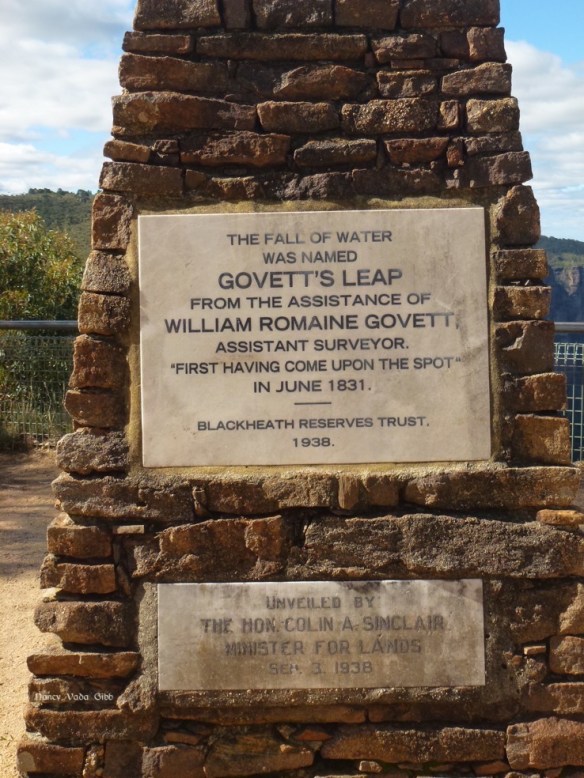 THE FALL OF WATER
WAS NAMED
GOVETT'S LEAP
FROM THE ASSISTANCE OF
WILLIAM ROMAINE GOVETT,
ASSISTANT SURVEYOR.
"FIRST HAVING COME UPON THE SPOT"
IN JUNE 1831.
BLACKHEATH RESERVES TRUST.
1938.
UNVEILED BY
THE HON. COLIN A. SINCLAIR.
MINISTER FOR LANDS
SEP. 3. 1938
Nancy Vada Gibb